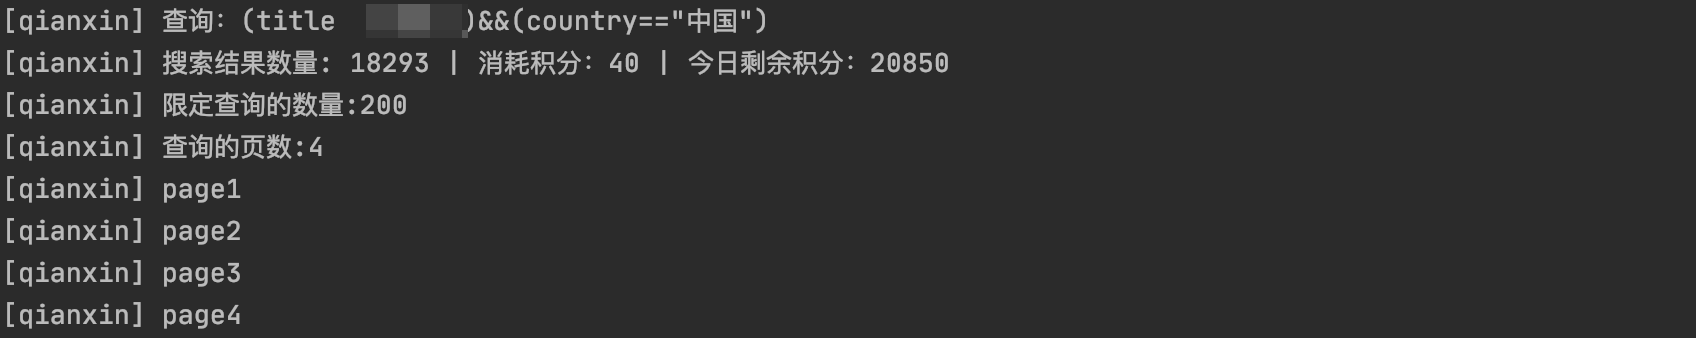 [qianxin] 查询：(title )&&(country=="中国")
[qianxin] 搜索结果数量: 18293 | 消耗积分：40 | 今日剩余积分：20850
[qianxin] 限定查询的数量:200
[qianxin] 查询的页数:4
[qianxin] page1
[qianxin] page2
[qianxin] page3
[qianxin] page4